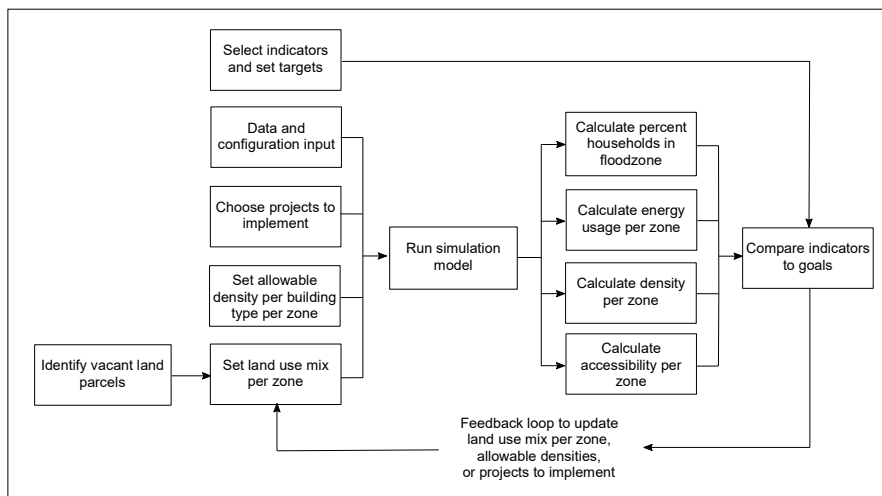 Select indicators
and set targets
Data and
configuration input
Choose projects to
implement
Set allowable
density per building
type per zone
Identify vacant land
parcels
Set land use mix
per zone
Run simulation
model
Calculate percent
households in
floodzone
Calculate energy
usage per zone
Calculate density
per zone
Calculate
accessibility per
zone
Compare indicators
to goals
Feedback loop to update
land use mix per zone,
allowable densities,
or projects to implement